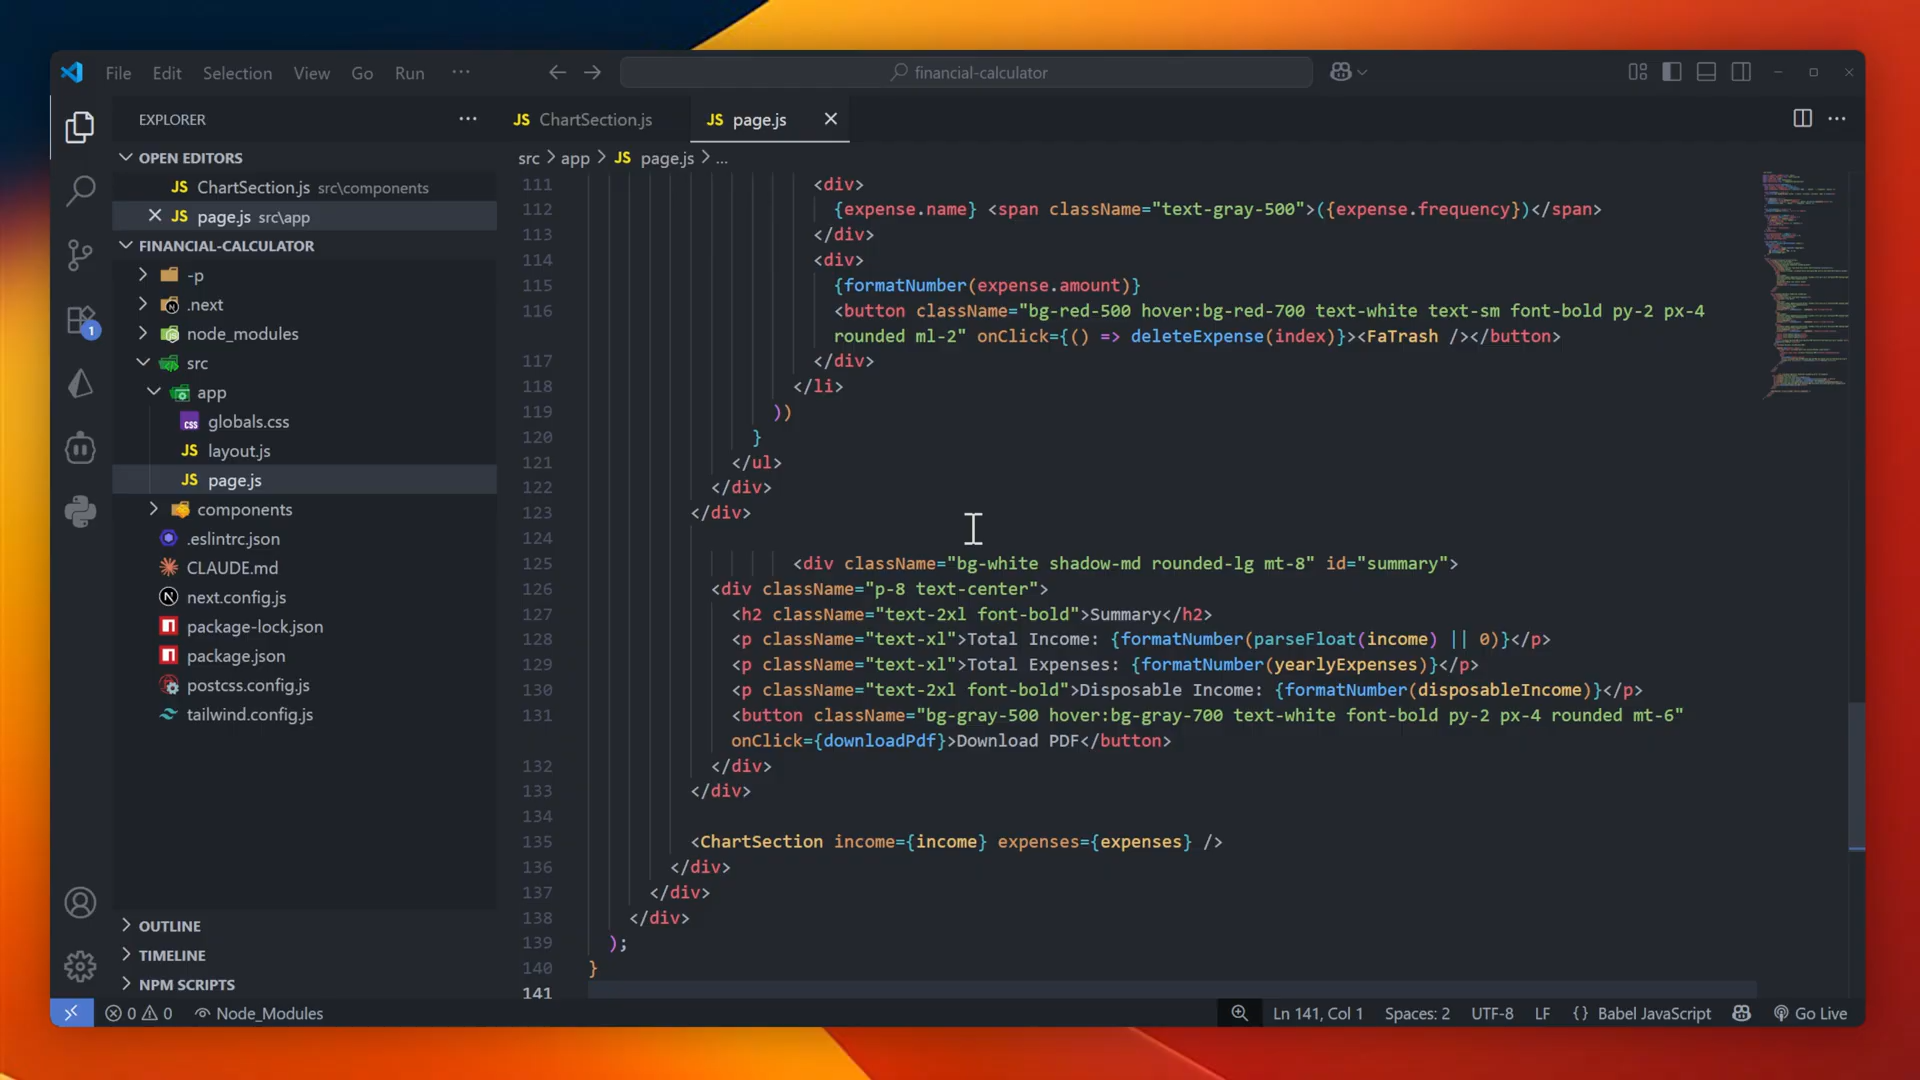 File Edit Selection View Go Run ...
financial-calculator
EXPLORER
OPEN EDITORS
JS ChartSection.js src\components
JS page.js src\app
FINANCIAL-CALCULATOR
-p
.next
node_modules
src
app
globals.css
JS layout.js
JS page.js
components
.eslintrc.json
CLAUDE.md
next.config.js
package-lock.json
package.json
postcss.config.js
tailwind.config.js
OUTLINE
TIMELINE
NPM SCRIPTS
1
JS ChartSection.js JS page.js
src > app > JS page.js > ...
111 <div>
112 {expense.name} <span className="text-gray-500">({expense.frequency})</span>
113 </div>
114 <div>
115 {formatNumber(expense.amount)}
116 <button className="bg-red-500 hover:bg-red-700 text-white text-sm font-bold py-2 px-4
rounded ml-2" onClick={() => deleteExpense(index)}><FaTrash /></button>
117 </div>
118 </li>
119 ))
120 }
121 </ul>
122 </div>
123 </div>
124
125 <div className="bg-white shadow-md rounded-lg mt-8" id="summary">
126 <div className="p-8 text-center">
127 <h2 className="text-2xl font-bold">Summary</h2>
128 <p className="text-xl">Total Income: {formatNumber(parseFloat(income) || 0)}</p>
129 <p className="text-xl">Total Expenses: {formatNumber(yearlyExpenses)}</p>
130 <p className="text-2xl font-bold">Disposable Income: {formatNumber(disposableIncome)}</p>
131 <button className="bg-gray-500 hover:bg-gray-700 text-white font-bold py-2 px-4 rounded mt-6"
onClick={downloadPdf}>Download PDF</button>
132 </div>
133 </div>
134
135 <ChartSection income={income} expenses={expenses} />
136 </div>
137 </div>
138 </div>
139 );
140 }
141
0 0 Node_Modules
Ln 141, Col 1 Spaces: 2 UTF-8 LF {} Babel JavaScript Go Live